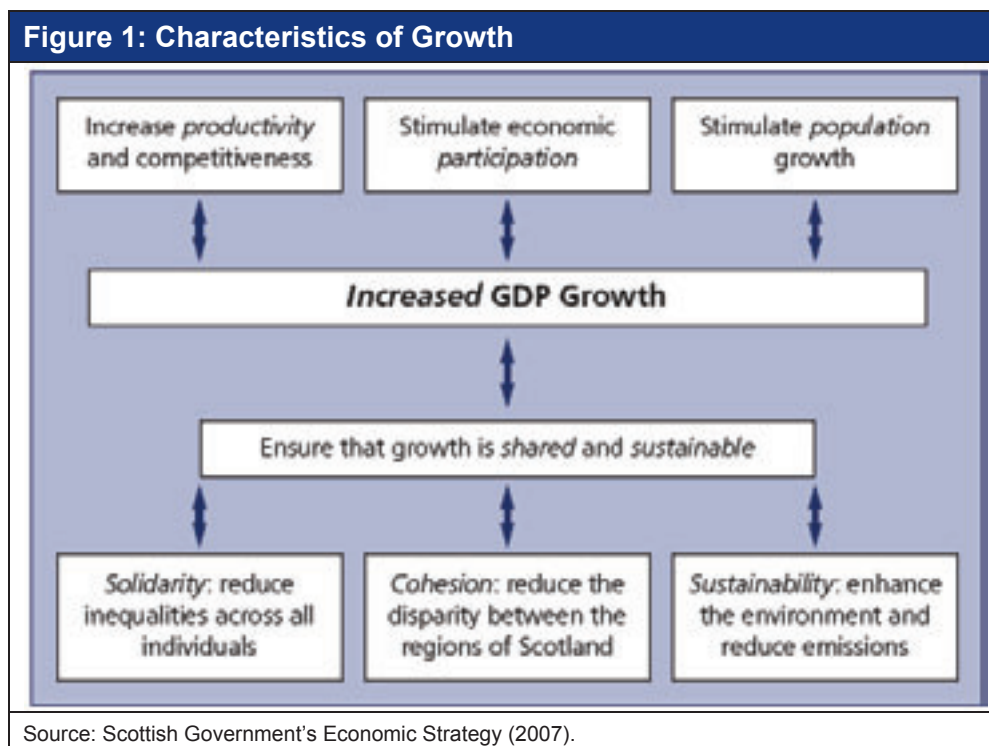 Figure 1: Characteristics of Growth
Increase productivity
and competitiveness
Stimulate economic
participation
Stimulate population
growth
Increased GDP Growth
Ensure that growth is shared and sustainable
Solidarity: reduce
inequalities across all
individuals
Cohesion: reduce the
disparity between the
regions of Scotland
Sustainability: enhance
the environment and
reduce emissions
Source: Scottish Government's Economic Strategy (2007).